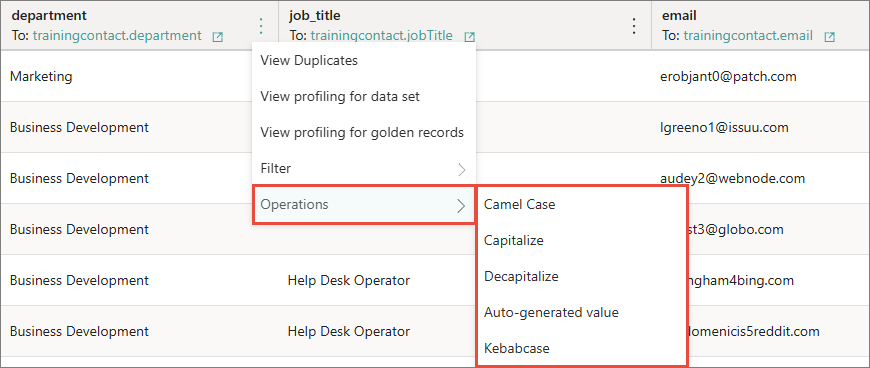 department job_title email
To: trainingcontact.department To: trainingcontact.jobTitle To: trainingcontact.email
View Duplicates
Marketing erobjant0@patch.com
View profiling for data set
Business Development View profiling for golden records lgreeno1@issuu.com
Filter
Business Development audey2@webnode.com
Operations Camel Case
Business Development st3@globo.com
Capitalize
Business Development Help Desk Operator Decapitalize ngham4bing.com
Auto-generated value
Business Development Help Desk Operator lomenicis5reddit.com
Kebabcase